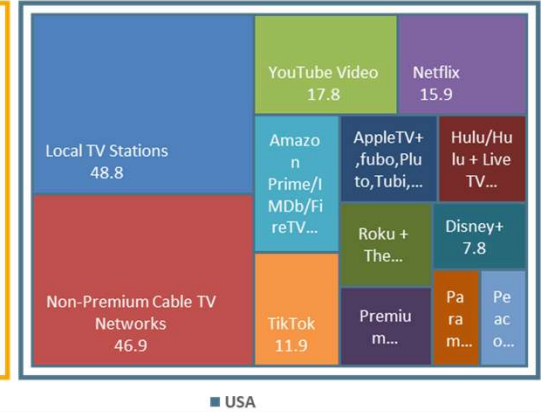 Local TV Stations
48.8
Non-Premium Cable TV
Networks
46.9
YouTube Video
17.8
Netflix
15.9
Amazo
n
Prime/I
MDb/Fi
reTV...
TikTok
11.9
AppleTV+
,fubo,Plu
to,Tubi,...
Hulu/Hu
lu + Live
TV...
Roku +
The...
Disney+
7.8
Premiu
m...
Pa
ra
m...
Pe
ac
o...
USA